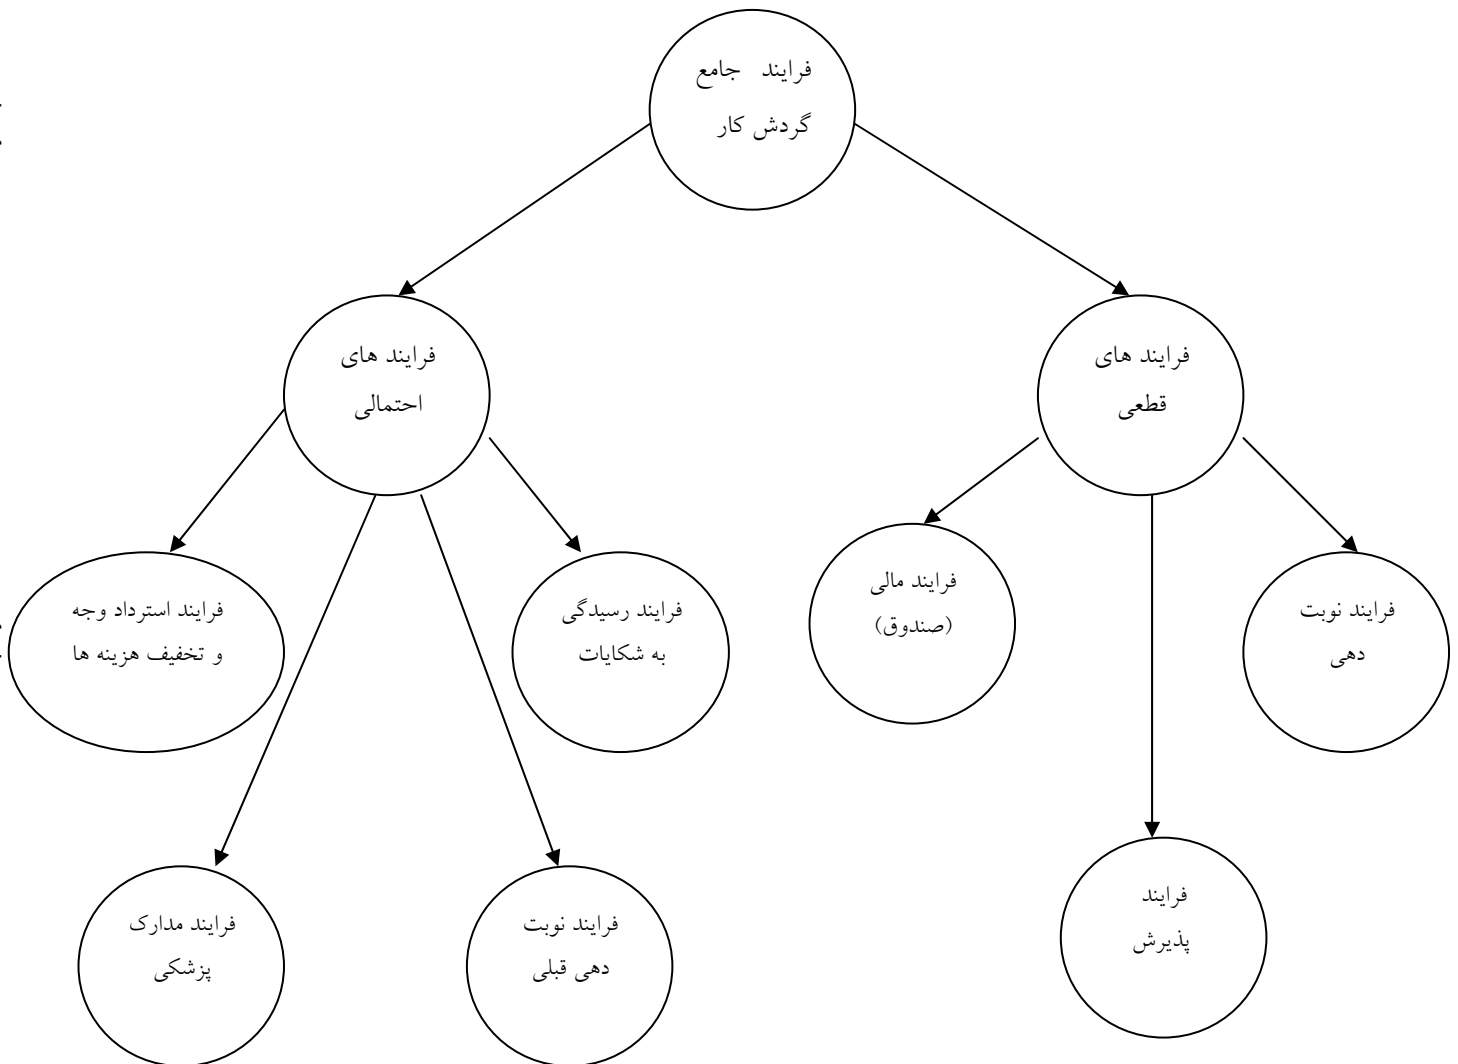 فرایند جامع
گردش کار
فرایند های
قطعی
فرایند های
احتمالی
فرایند نوبت
دهی
فرایند مالی
(صندوق)
فرایند رسیدگی
به شکایات
فرایند استرداد وجه
و تخفیف هزینه ها
فرایند
پذیرش
فرایند نوبت
دهی قبلی
فرایند مدارک
پزشکی